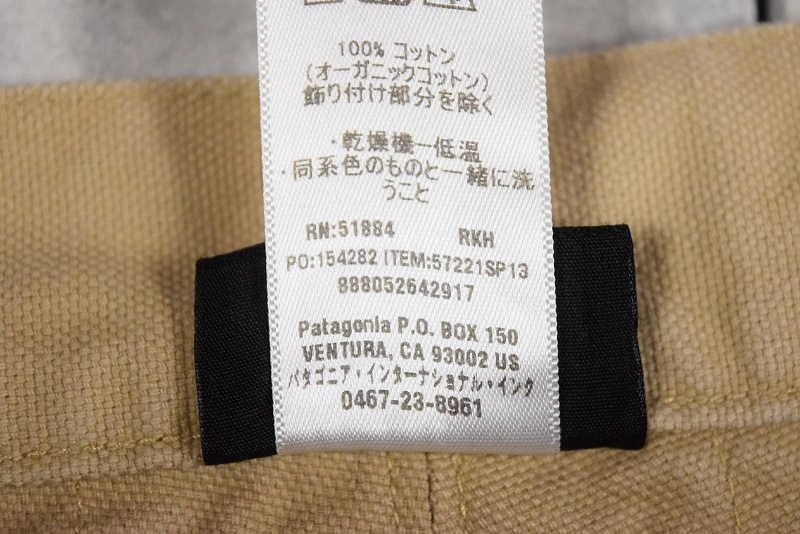 100% コットン
(オーガニックコットン)
飾り付け部分を除く
・乾燥機ー低温
・同系色のものと一緒に洗
うこと
RN:51884 RKH
PO:154282 ITEM:57221SP13
888052642917
Patagonia P.O. BOX 150
VENTURA, CA 93002 US
パタゴニア・インターナショナル・インク
0467-23-8961